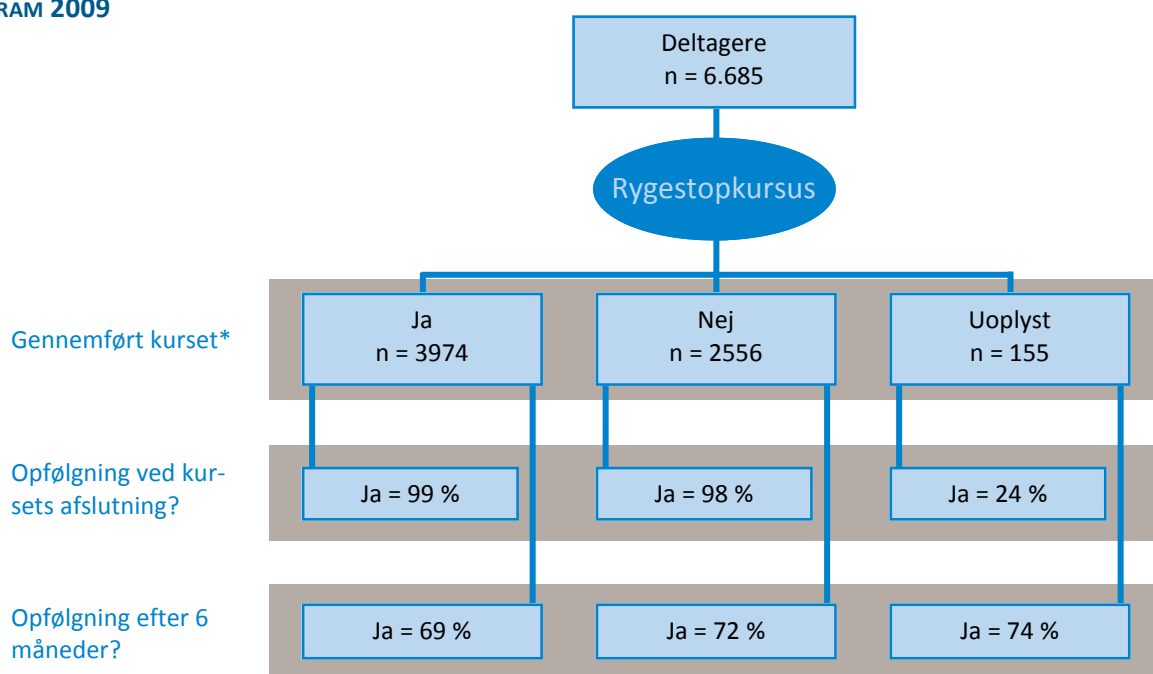 RAM 2009
Deltagere
n = 6.685
Rygestopkursus
Gennemført kurset*
Ja
n = 3974
Nej
n = 2556
Uoplyst
n = 155
Opfølgning ved kur-
sets afslutning?
Ja = 99 %
Ja = 98 %
Ja = 24 %
Opfølgning efter 6
måneder?
Ja = 69 %
Ja = 72 %
Ja = 74 %